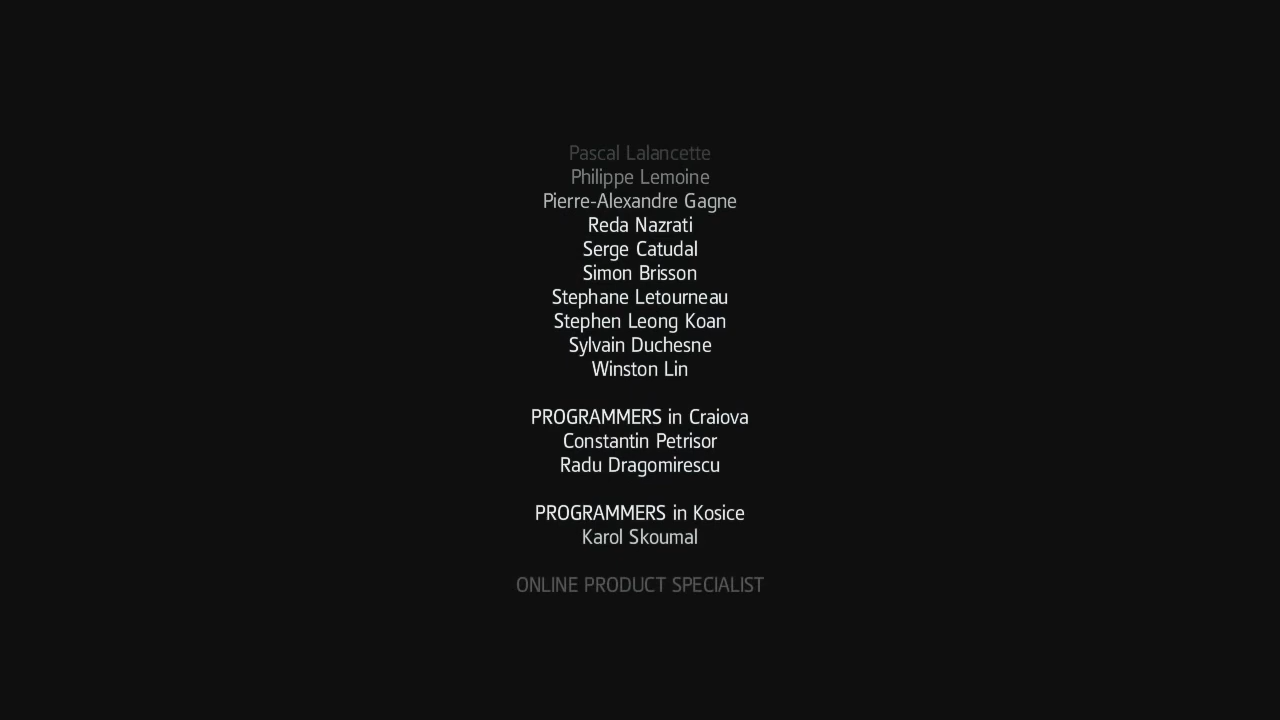 Pascal Lalancette
Philippe Lemoine
Pierre-Alexandre Gagne
Reda Nazrati
Serge Catudal
Simon Brisson
Stephane Letourneau
Stephen Leong Koan
Sylvain Duchesne
Winston Lin
PROGRAMMERS in Craiova
Constantin Petrisor
Radu Dragomirescu
PROGRAMMERS in Kosice
Karol Skoumal
ONLINE PRODUCT SPECIALIST